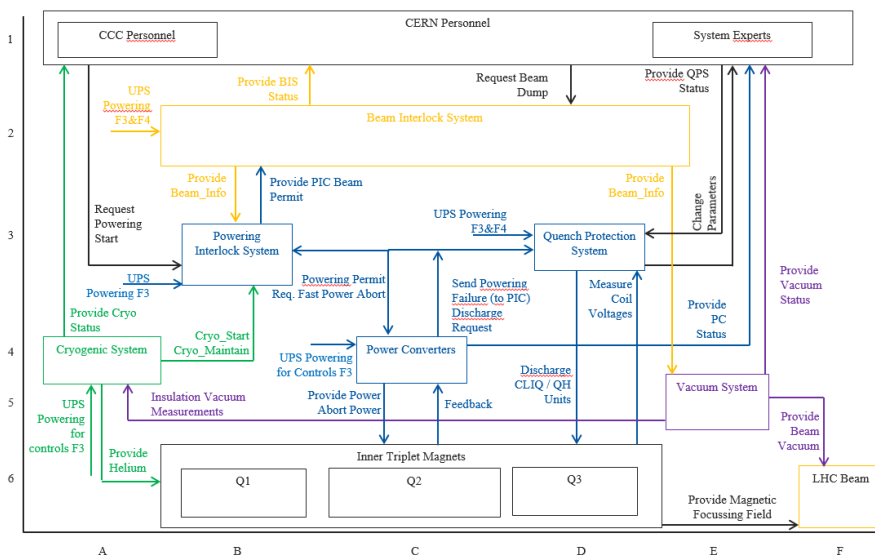 CERN Personnel
1
CCC Personnel
System Experts
UPS
Powering
F3&F4
Provide BIS
Status
Request Beam
Dump
Provide QPS
Status
2
Beam Interlock System
Provide
Beam_Info
Provide PIC Beam
Permit
Provide
Beam_Info
Change
Parameters
Request
Powering
Start
3
Powering
Interlock System
UPS Powering
F3&F4
Quench Protection
System
UPS
Powering F3
Powering Permit
Req. Fast Power Abort
Send Powering
Failure (to PIC)
Discharge
Request
Measure
Coil
Voltages
Provide
Vacuum
Status
Provide
PC
Status
Provide Cryo
Status
Cryo_Start
Cryo_Maintain
4
Cryogenic System
UPS Powering
for Controls F3
Power Converters
Discharge
CLIQ / QH
Units
Vacuum System
5
UPS
Powering
for
controls F3
Insulation Vacuum
Measurements
Provide Power
Abort Power
Feedback
Provide
Beam
Vacuum
Provide
Helium
Inner Triplet Magnets
6
Q1
Q2
Q3
LHC Beam
Provide Magnetic
Focussing Field
A
B
C
D
E
F